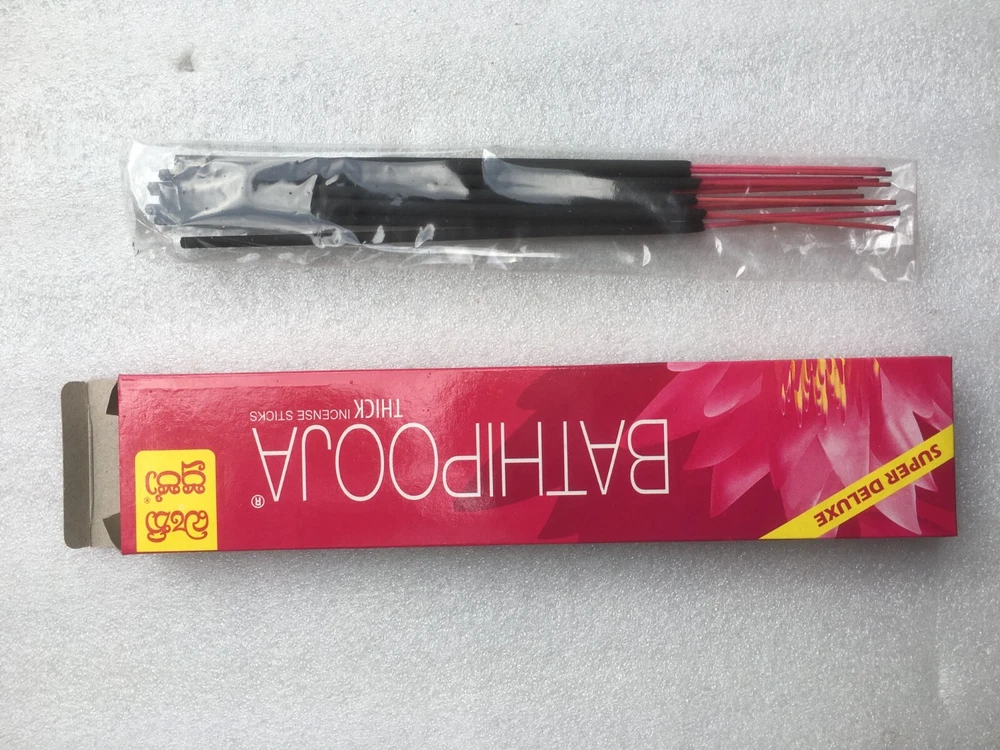 SUPER DELUXE
BATHIPOOJA®
THICK INCENSE STICKS